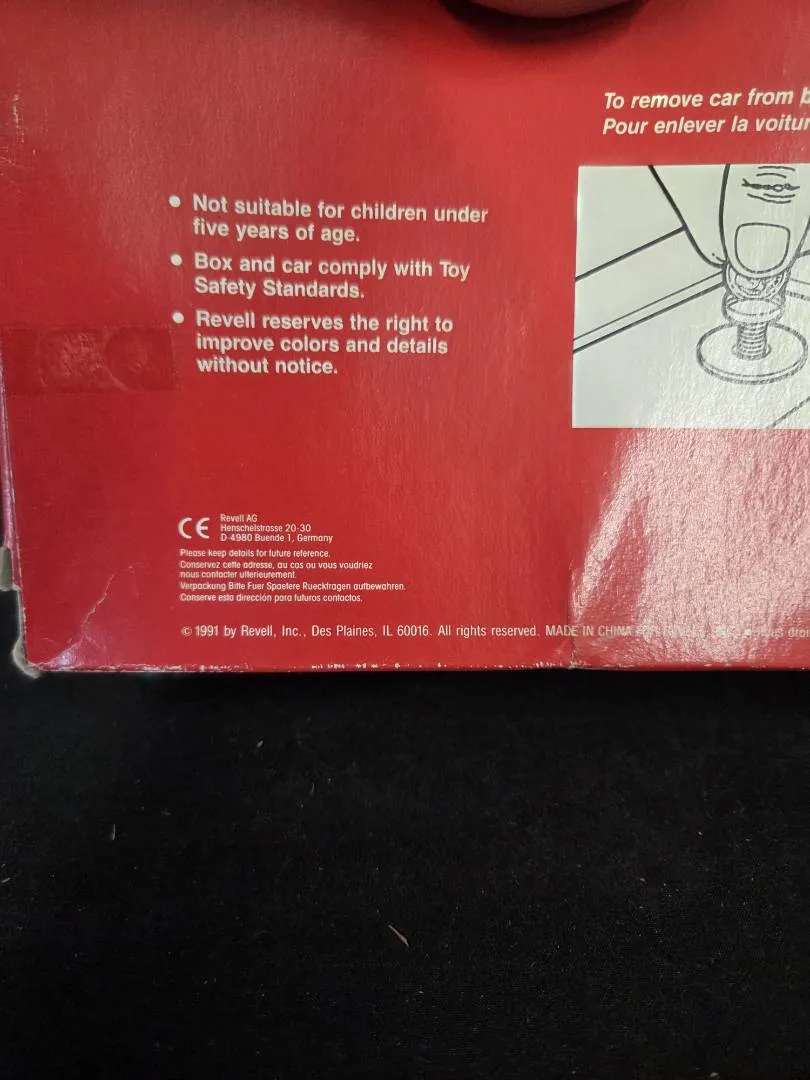 To remove car from
Pour enlever la voitur
• Not suitable for children under
five years of age.
• Box and car comply with Toy
Safety Standards.
• Revell reserves the right to
improve colors and details
without notice.
CE
Revell AG
Henschelstrasse 20-30
D-4980 Buende 1, Germany
Please keep details for future reference.
Conservez cette adresse, au cas ou vous voudriez
nous contacter ulterieurement.
Verpackung Bitte Fuer Spaetere Rueckfragen aufbewahren.
Conserve esta dirección para futuros contactos.
© 1991 by Revell, Inc., Des Plaines, IL 60016. All rights reserved. MADE IN CHINA FOR